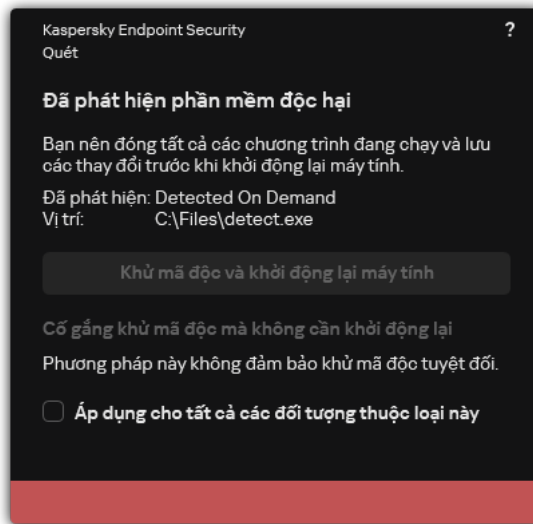 Kaspersky Endpoint Security
?
Quét
Đã phát hiện phần mềm độc hại
Bạn nên đóng tất cả các chương trình đang chạy và lưu
các thay đổi trước khi khởi động lại máy tính.
Đã phát hiện: Detected On Demand
Vị trí: C:\Files\detect.exe
Khử mã độc và khởi động lại máy tính
Cố gắng khử mã độc mà không cần khởi động lại
Phương pháp này không đảm bảo khử mã độc tuyệt đối.
Áp dụng cho tất cả các đối tượng thuộc loại này